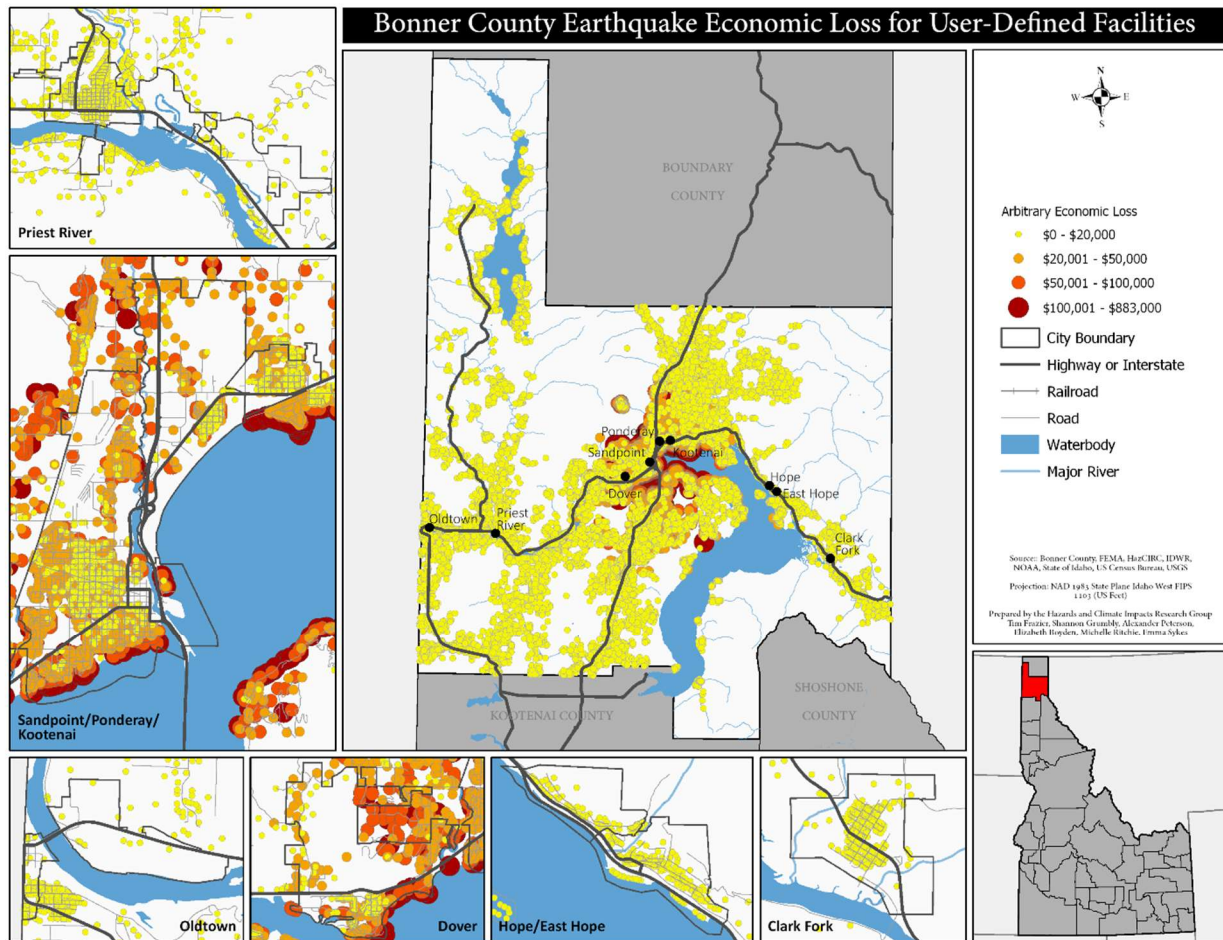 Bonner County Earthquake Economic Loss for User-Defined Facilities
Priest River
Sandpoint/Ponderay/
Kootenai
Oldtown
Dover
Hope/East Hope
Clark Fork
BOUNDARY
COUNTY
Ponderay
Sandpoint
Kootenai
Dover
Hope
East Hope
Oldtown
Priest
River
Clark
Fork
KOOTENAI COUNTY
SHOSHONE
COUNTY
N
W
E
S
Arbitrary Economic Loss
$0 - $20,000
$20,001 - $50,000
$50,001 - $100,000
$100,001 - $883,000
City Boundary
Highway or Interstate
Railroad
Road
Waterbody
Major River
Source: Bonner County, FEMA, HazCIRC, IDWR,
NOAA, State of Idaho, US Census Bureau, USGS
Projection: NAD 1983 State Plane Idaho West FIPS
1103 (US Feet)
Prepared by the Hazards and Climate Impacts Research Group
Tim Frazier, Shannon Grumbly, Alexander Peterson,
Elizabeth Royden, Michelle Ritchie, Emma Sykes